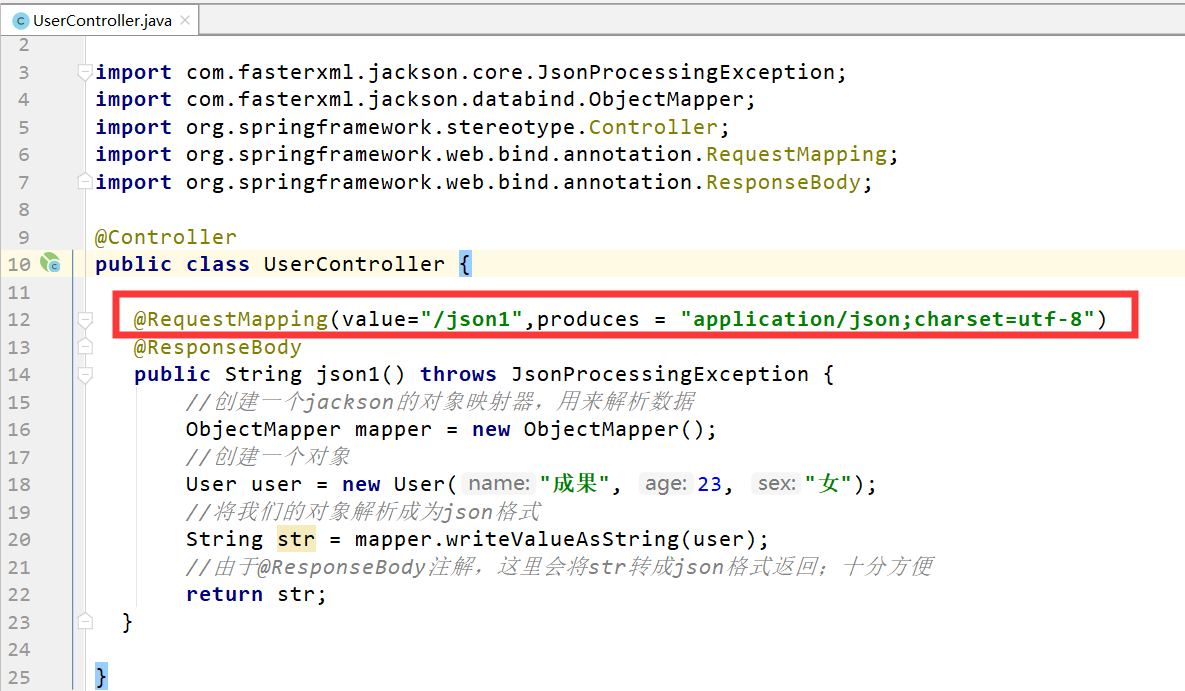 UserController.java
2
3 import com.fasterxml.jackson.core.JsonProcessingException;
4 import com.fasterxml.jackson.databind.ObjectMapper;
5 import org.springframework.stereotype.Controller;
6 import org.springframework.web.bind.annotation.RequestMapping;
7 import org.springframework.web.bind.annotation.ResponseBody;
8
9 @Controller
10 public class UserController {
11
12 @RequestMapping(value="/json1",produces = "application/json;charset=utf-8")
13 @ResponseBody
14 public String json1() throws JsonProcessingException {
15 //创建一个jackson的对象映射器，用来解析数据
16 ObjectMapper mapper = new ObjectMapper();
17 //创建一个对象
18 User user = new User( name: "成果", age: 23, sex: "女");
19 //将我们的对象解析成为json格式
20 String str = mapper.writeValueAsString(user);
21 //由于@ResponseBody注解，这里会将str转成json格式返回；十分方便
22 return str;
23 }
24
25 }